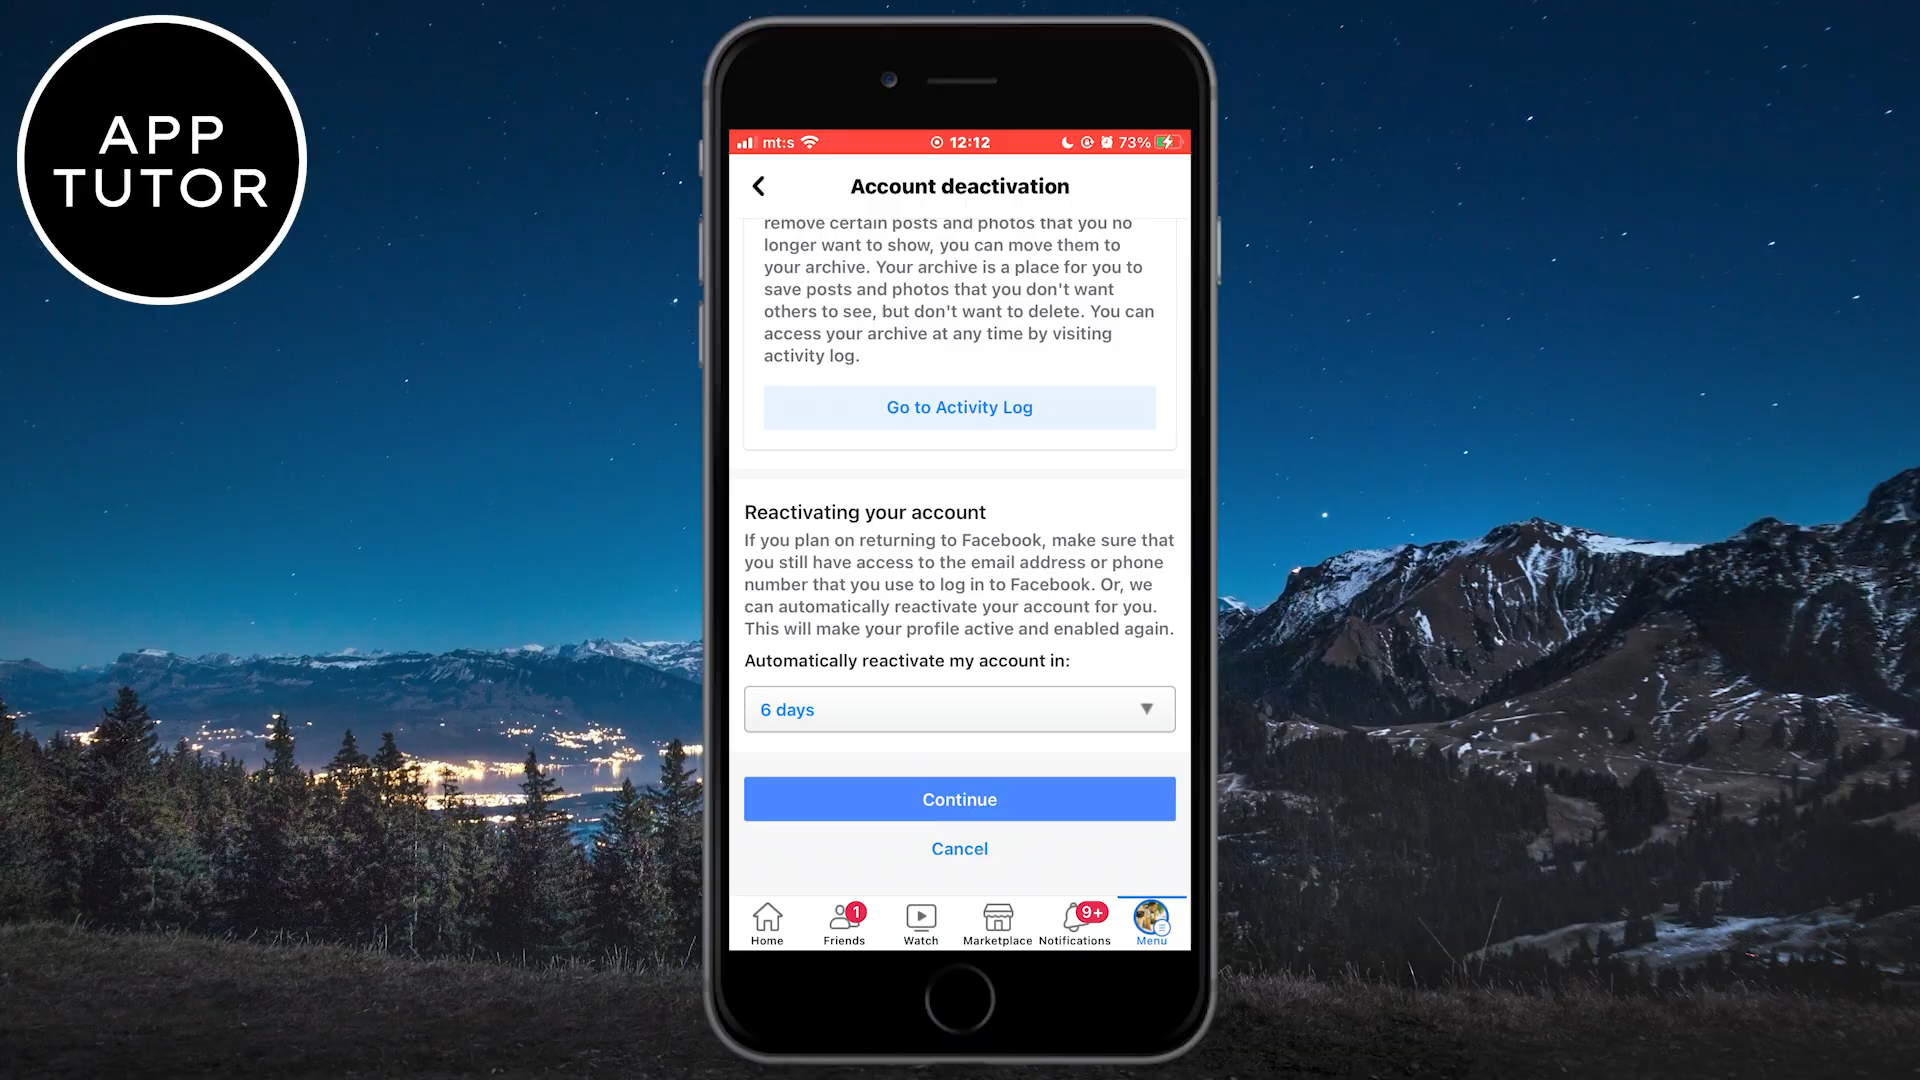 APP
TUTOR
mt:s
12:12
73%
Account deactivation
remove certain posts and photos that you no
longer want to show, you can move them to
your archive. Your archive is a place for you to
save posts and photos that you don't want
others to see, but don't want to delete. You can
access your archive at any time by visiting
activity log.
Go to Activity Log
Reactivating your account
If you plan on returning to Facebook, make sure that
you still have access to the email address or phone
number that you use to log in to Facebook. Or, we
can automatically reactivate your account for you.
This will make your profile active and enabled again.
Automatically reactivate my account in:
6 days
Continue
Cancel
1
9+
Home
Friends
Watch
Marketplace
Notifications
Menu